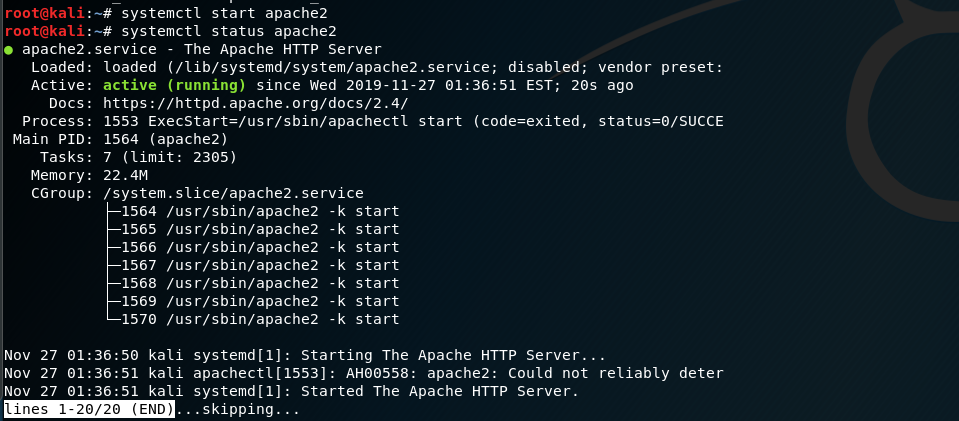 root@kali:~# systemctl start apache2
root@kali:~# systemctl status apache2
● apache2.service - The Apache HTTP Server
   Loaded: loaded (/lib/systemd/system/apache2.service; disabled; vendor preset:
   Active: active (running) since Wed 2019-11-27 01:36:51 EST; 20s ago
     Docs: https://httpd.apache.org/docs/2.4/
  Process: 1553 ExecStart=/usr/sbin/apachectl start (code=exited, status=0/SUCCE
 Main PID: 1564 (apache2)
    Tasks: 7 (limit: 2305)
   Memory: 22.4M
   CGroup: /system.slice/apache2.service
           ├─1564 /usr/sbin/apache2 -k start
           ├─1565 /usr/sbin/apache2 -k start
           ├─1566 /usr/sbin/apache2 -k start
           ├─1567 /usr/sbin/apache2 -k start
           ├─1568 /usr/sbin/apache2 -k start
           ├─1569 /usr/sbin/apache2 -k start
           └─1570 /usr/sbin/apache2 -k start

Nov 27 01:36:50 kali systemd[1]: Starting The Apache HTTP Server...
Nov 27 01:36:51 kali apachectl[1553]: AH00558: apache2: Could not reliably deter
Nov 27 01:36:51 kali systemd[1]: Started The Apache HTTP Server.
lines 1-20/20 (END)...skipping...